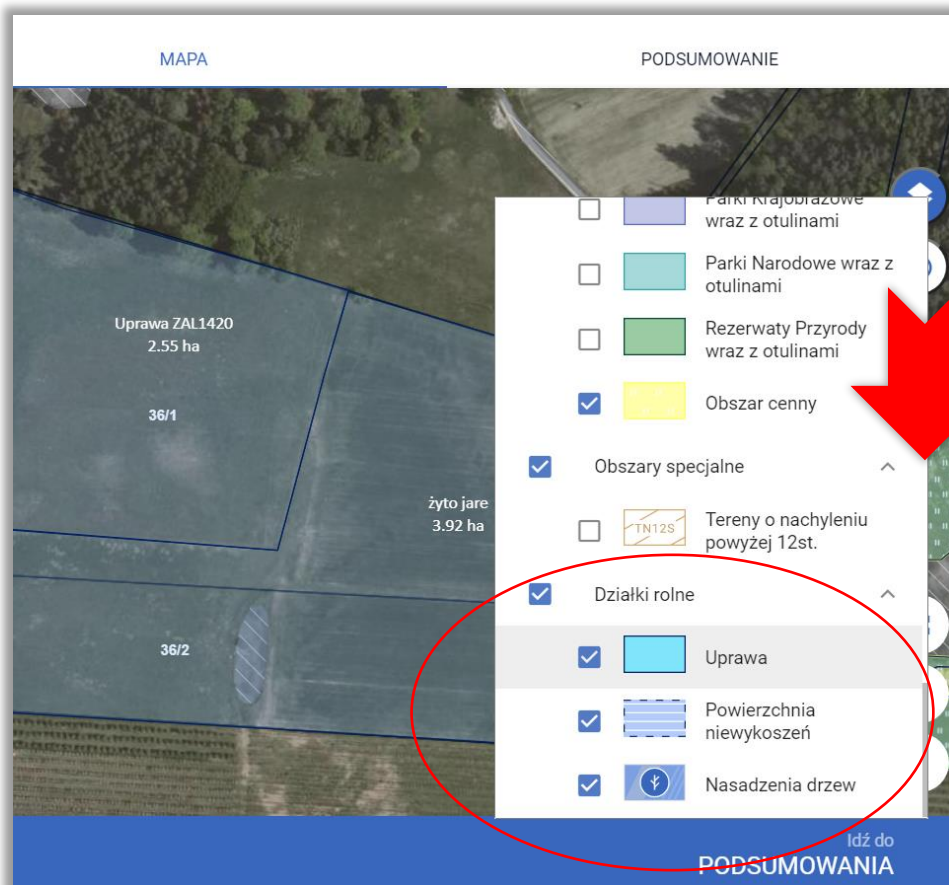 MAPA
PODSUMOWANIE
Uprawa ZAL1420
2.55 ha
36/1
żyto jare
3.92 ha
36/2
Parki Krajobrazowe
wraz z otulinami
Parki Narodowe wraz z
otulinami
Rezerwaty Przyrody
wraz z otulinami
Obszar cenny
Obszary specjalne
TN12S
Tereny o nachyleniu
powyżej 12st.
Działki rolne
Uprawa
Powierzchnia
niewykoszeń
Nasadzenia drzew
Idź do
PODSUMOWANIA